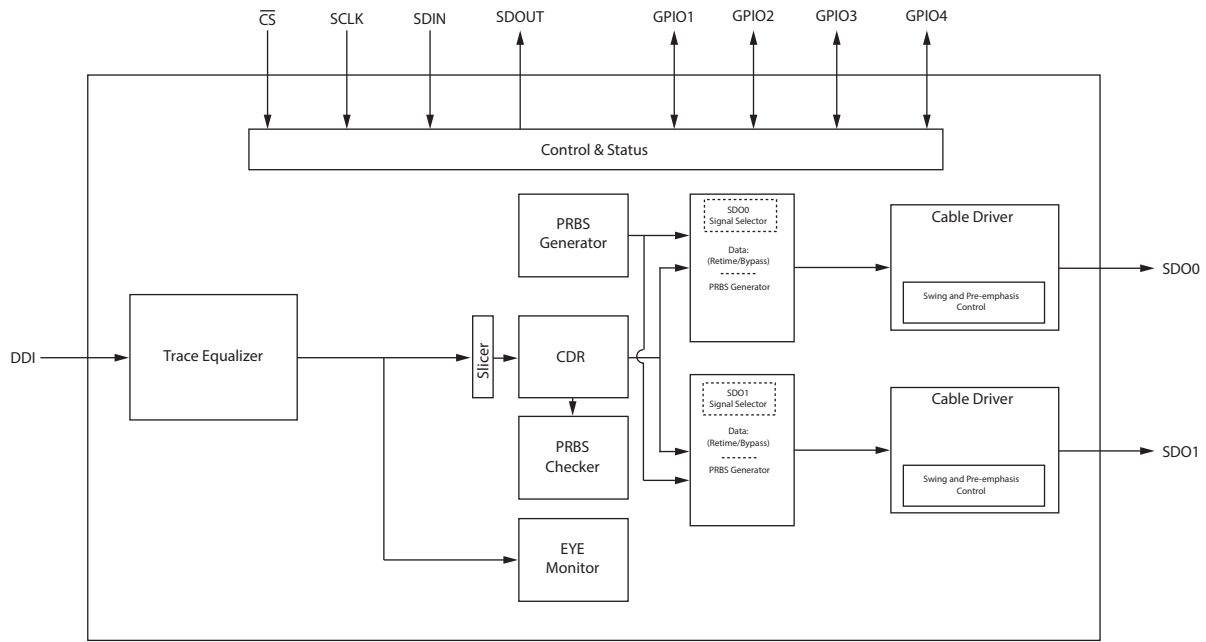 CS
SCLK
SDIN
SDOUT
GPIO1
GPIO2
GPIO3
GPIO4
Control & Status
PRBS
Generator
SDO0
Signal Selector
Data:
(Retime/Bypass)
PRBS Generator
Cable Driver
Swing and Pre-emphasis
Control
SDO0
DDI
Trace Equalizer
Slicer
CDR
PRBS
Checker
SDO1
Signal Selector
Data:
(Retime/Bypass)
PRBS Generator
Cable Driver
Swing and Pre-emphasis
Control
SDO1
EYE
Monitor